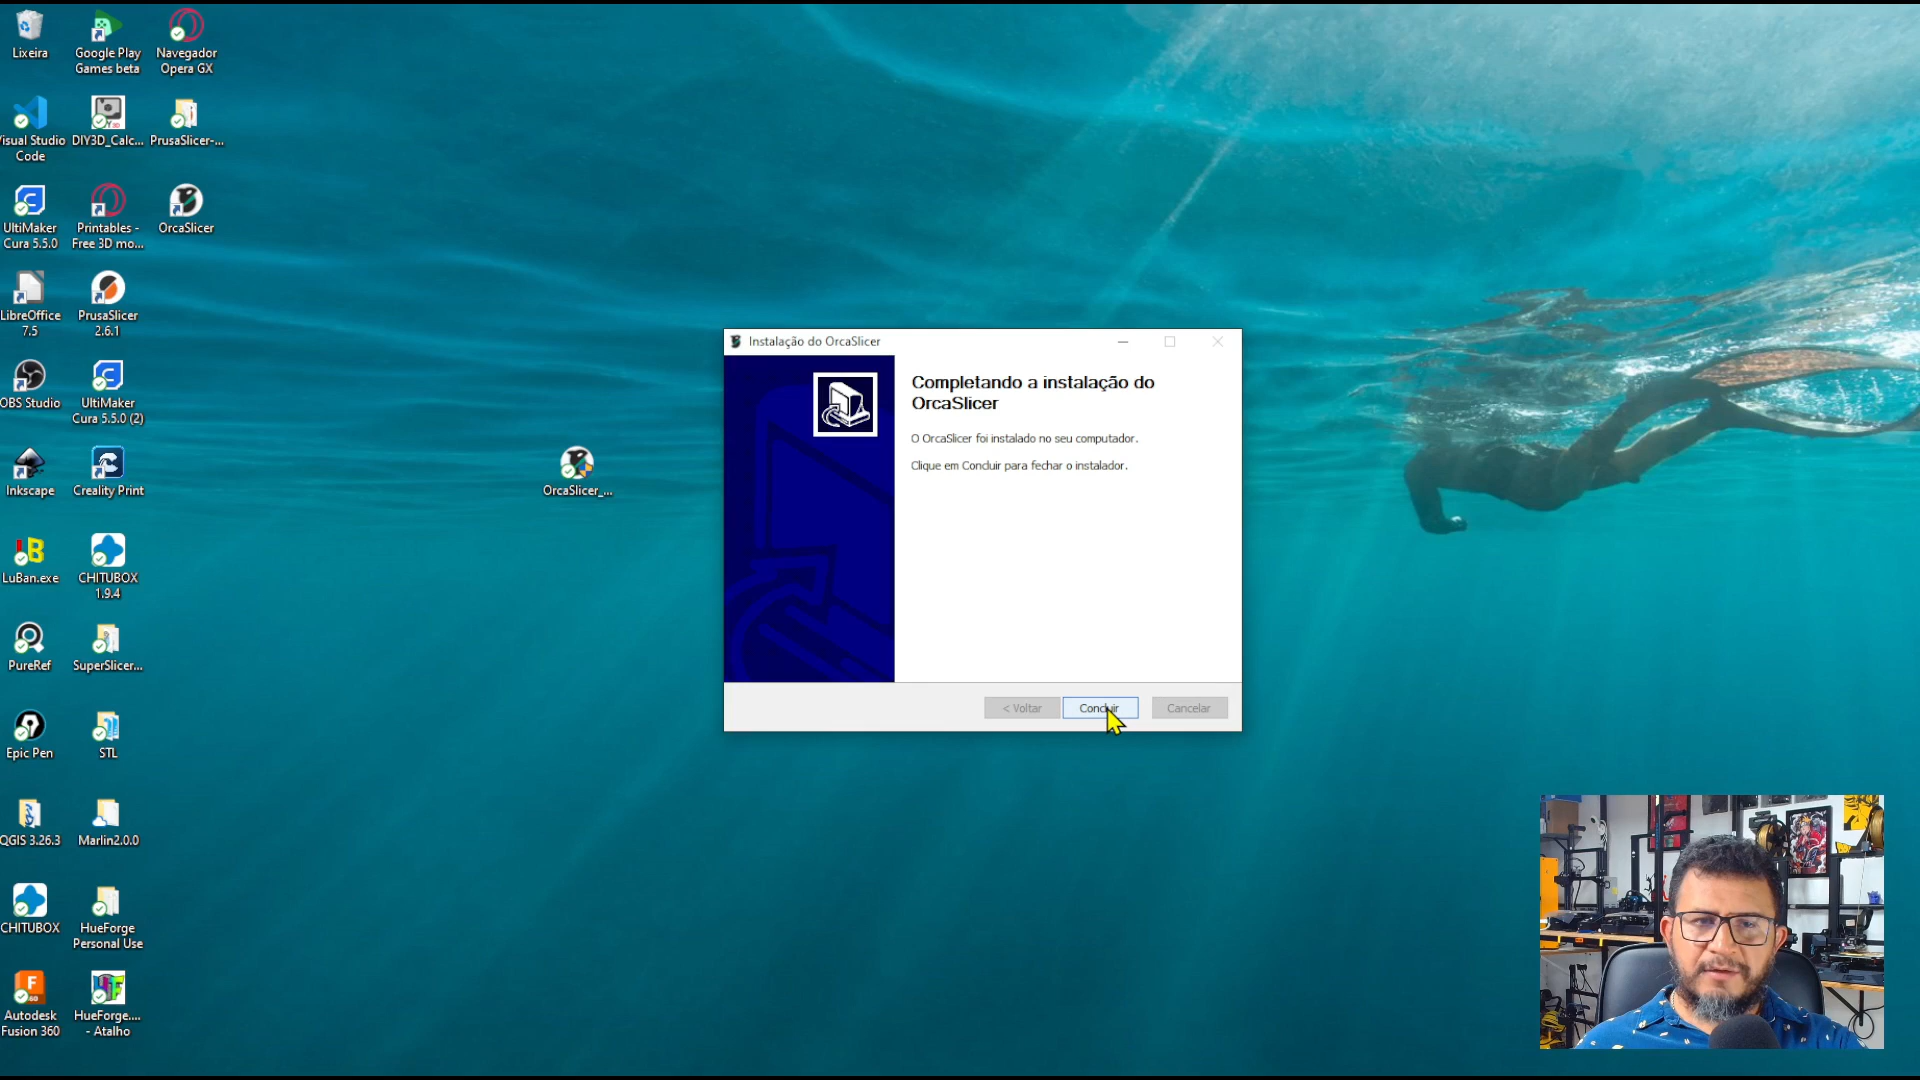 Lixeira
Google Play
Games beta
Navegador
Opera GX
isual Studio
Code
DIY3D_Calc...
PrusaSlicer-...
UltiMaker
Cura 5.5.0
Printables -
Free 3D mo...
OrcaSlicer
LibreOffice
7.5
PrusaSlicer
2.6.1
OBS Studio
UltiMaker
Cura 5.5.0 (2)
Inkscape
Creality Print
OrcaSlicer_...
LuBan.exe
CHITUBOX
1.9.4
PureRef
SuperSlicer...
Epic Pen
STL
QGIS 3.26.3
Marlin2.0.0
CHITUBOX
HueForge
Personal Use
Autodesk
Fusion 360
HueForge....
- Atalho
Instalação do OrcaSlicer
Completando a instalação do
OrcaSlicer
O OrcaSlicer foi instalado no seu computador.
Clique em Concluir para fechar o instalador.
< Voltar
Concluir
Cancelar